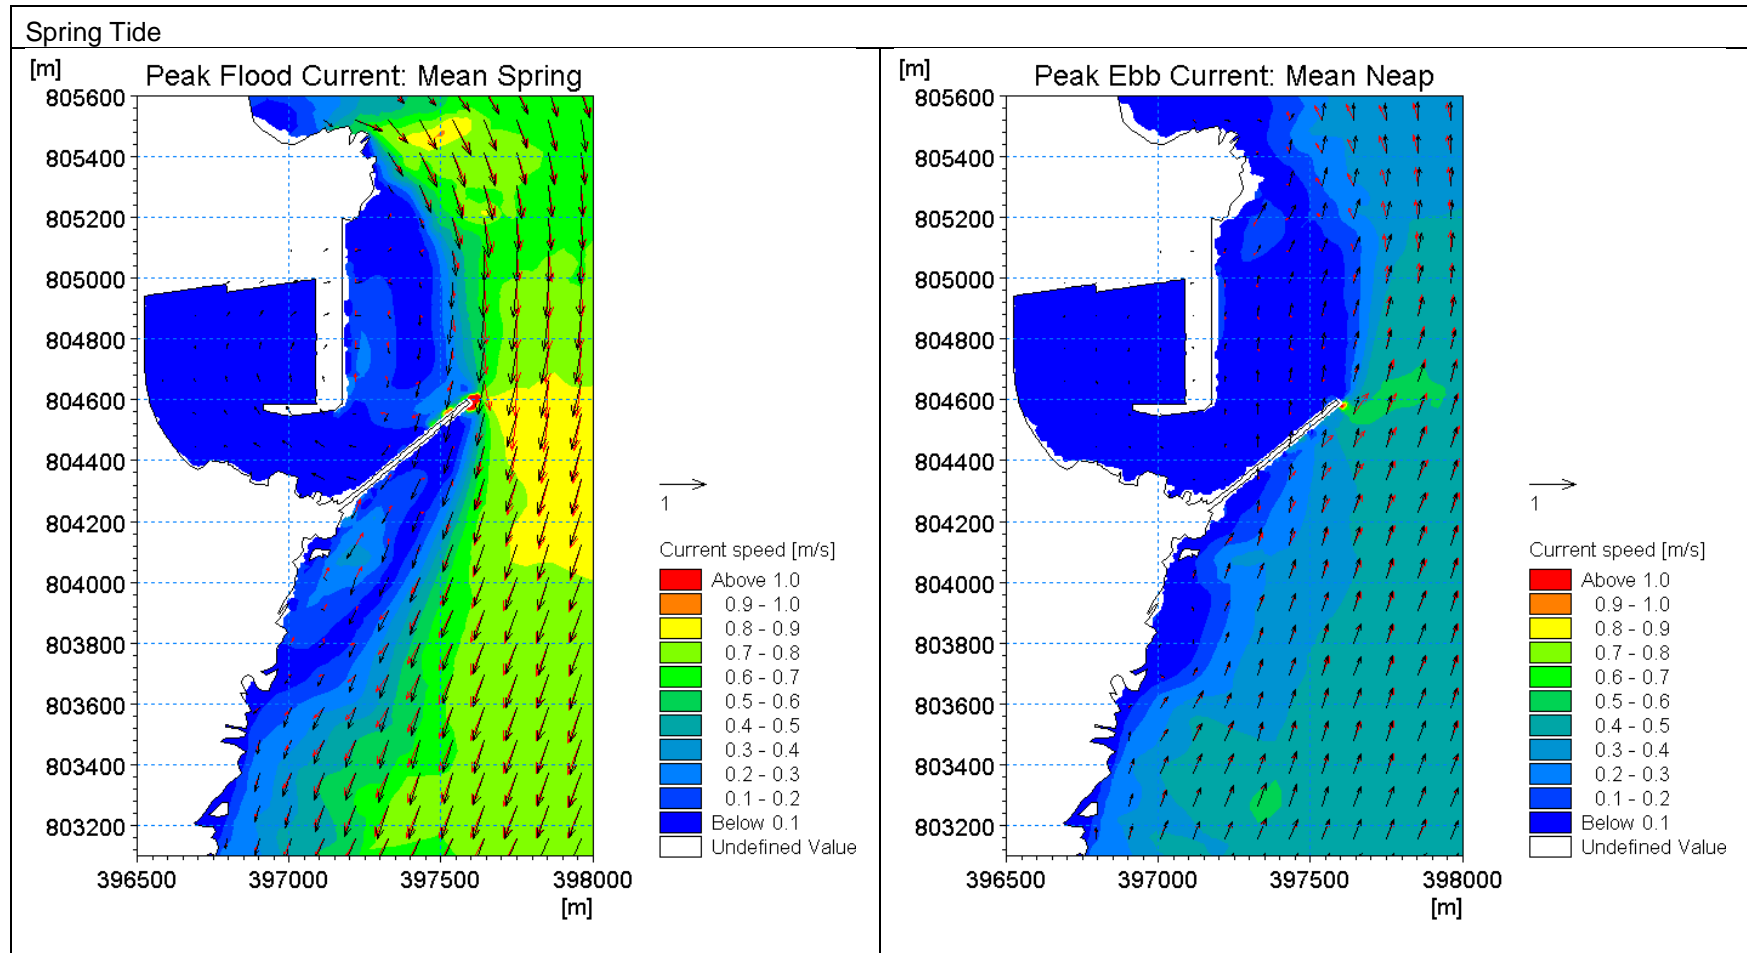 Spring Tide
[m]
Peak Flood Current: Mean Spring
805600
805400
805200
805000
804800
804600
804400
804200
804000
803800
803600
803400
803200
396500 397000 397500 398000
[m]
1
Current speed [m/s]
Above 1.0
0.9 - 1.0
0.8 - 0.9
0.7 - 0.8
0.6 - 0.7
0.5 - 0.6
0.4 - 0.5
0.3 - 0.4
0.2 - 0.3
0.1 - 0.2
Below 0.1
Undefined Value
[m]
Peak Ebb Current: Mean Neap
805600
805400
805200
805000
804800
804600
804400
804200
804000
803800
803600
803400
803200
396500 397000 397500 398000
[m]
1
Current speed [m/s]
Above 1.0
0.9 - 1.0
0.8 - 0.9
0.7 - 0.8
0.6 - 0.7
0.5 - 0.6
0.4 - 0.5
0.3 - 0.4
0.2 - 0.3
0.1 - 0.2
Below 0.1
Undefined Value